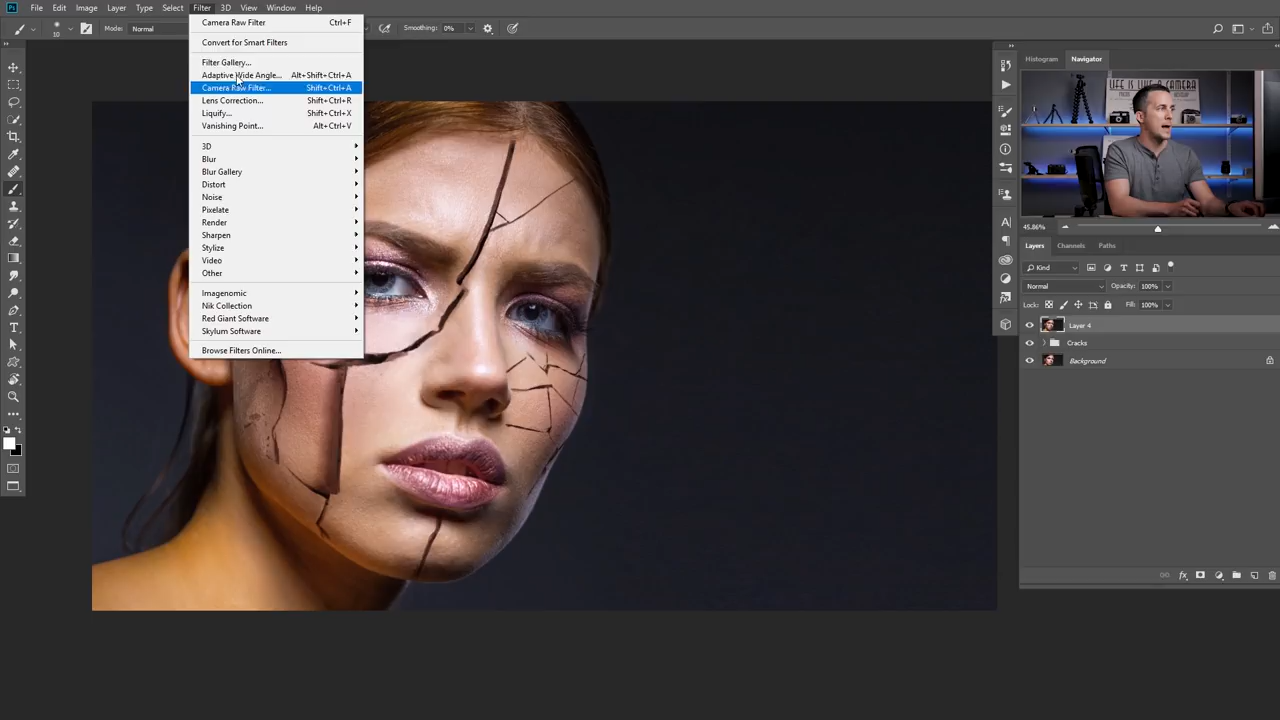 Ps File Edit Image Layer Type Select Filter 3D View Window Help
10 Mode: Normal Smoothing: 0%
Camera Raw Filter Ctrl+F
Convert for Smart Filters
Filter Gallery...
Adaptive Wide Angle... Alt+Shift+Ctrl+A
Camera Raw Filter... Shift+Ctrl+A
Lens Correction... Shift+Ctrl+R
Liquify... Shift+Ctrl+X
Vanishing Point... Alt+Ctrl+V
3D
Blur
Blur Gallery
Distort
Noise
Pixelate
Render
Sharpen
Stylize
Video
Other
Imagenomic
Nik Collection
Red Giant Software
Skylum Software
Browse Filters Online...
Histogram Navigator
LIFE IS LIKE A CAMERA
45.86%
Layers Channels Paths
Kind
Normal Opacity: 100%
Lock: Fill: 100%
Layer 4
Cracks
Background